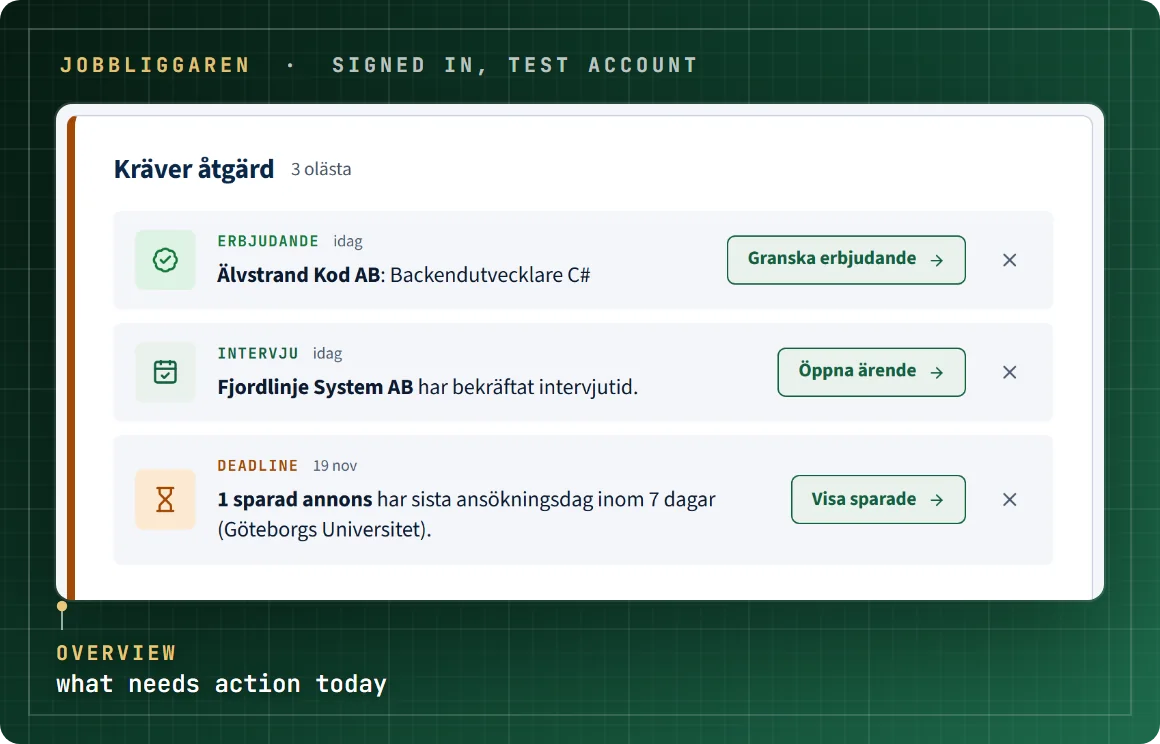 JOBBLIGGAREN · SIGNED IN, TEST ACCOUNT
Kräver åtgärd 3 olästa
ERBJUDANDE idag
Älvstrand Kod AB: Backendutvecklare C#
Granska erbjudande →
INTERVJU idag
Fjordlinje System AB har bekräftat intervjutid.
Öppna ärende →
DEADLINE 19 nov
1 sparad annons har sista ansökningsdag inom 7 dagar
(Göteborgs Universitet).
Visa sparade →
OVERVIEW
what needs action today